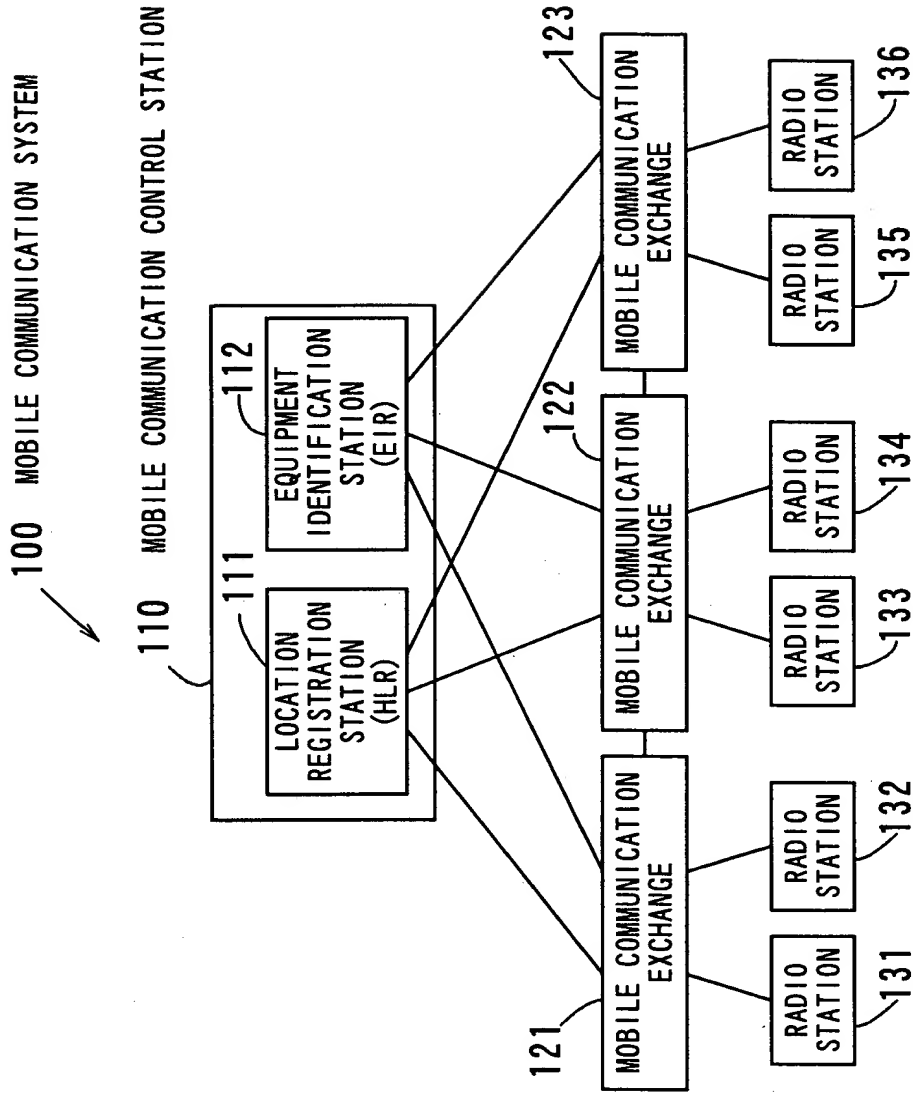 100 MOBILE COMMUNICATION SYSTEM
110 MOBILE COMMUNICATION CONTROL STATION
111
LOCATION
REGISTRATION
STATION
(HLR)
112
EQUIPMENT
IDENTIFICATION
STATION
(EIR)
121
MOBILE COMMUNICATION
EXCHANGE
122
MOBILE COMMUNICATION
EXCHANGE
123
MOBILE COMMUNICATION
EXCHANGE
RADIO
STATION
131
RADIO
STATION
132
RADIO
STATION
133
RADIO
STATION
134
RADIO
STATION
135
RADIO
STATION
136